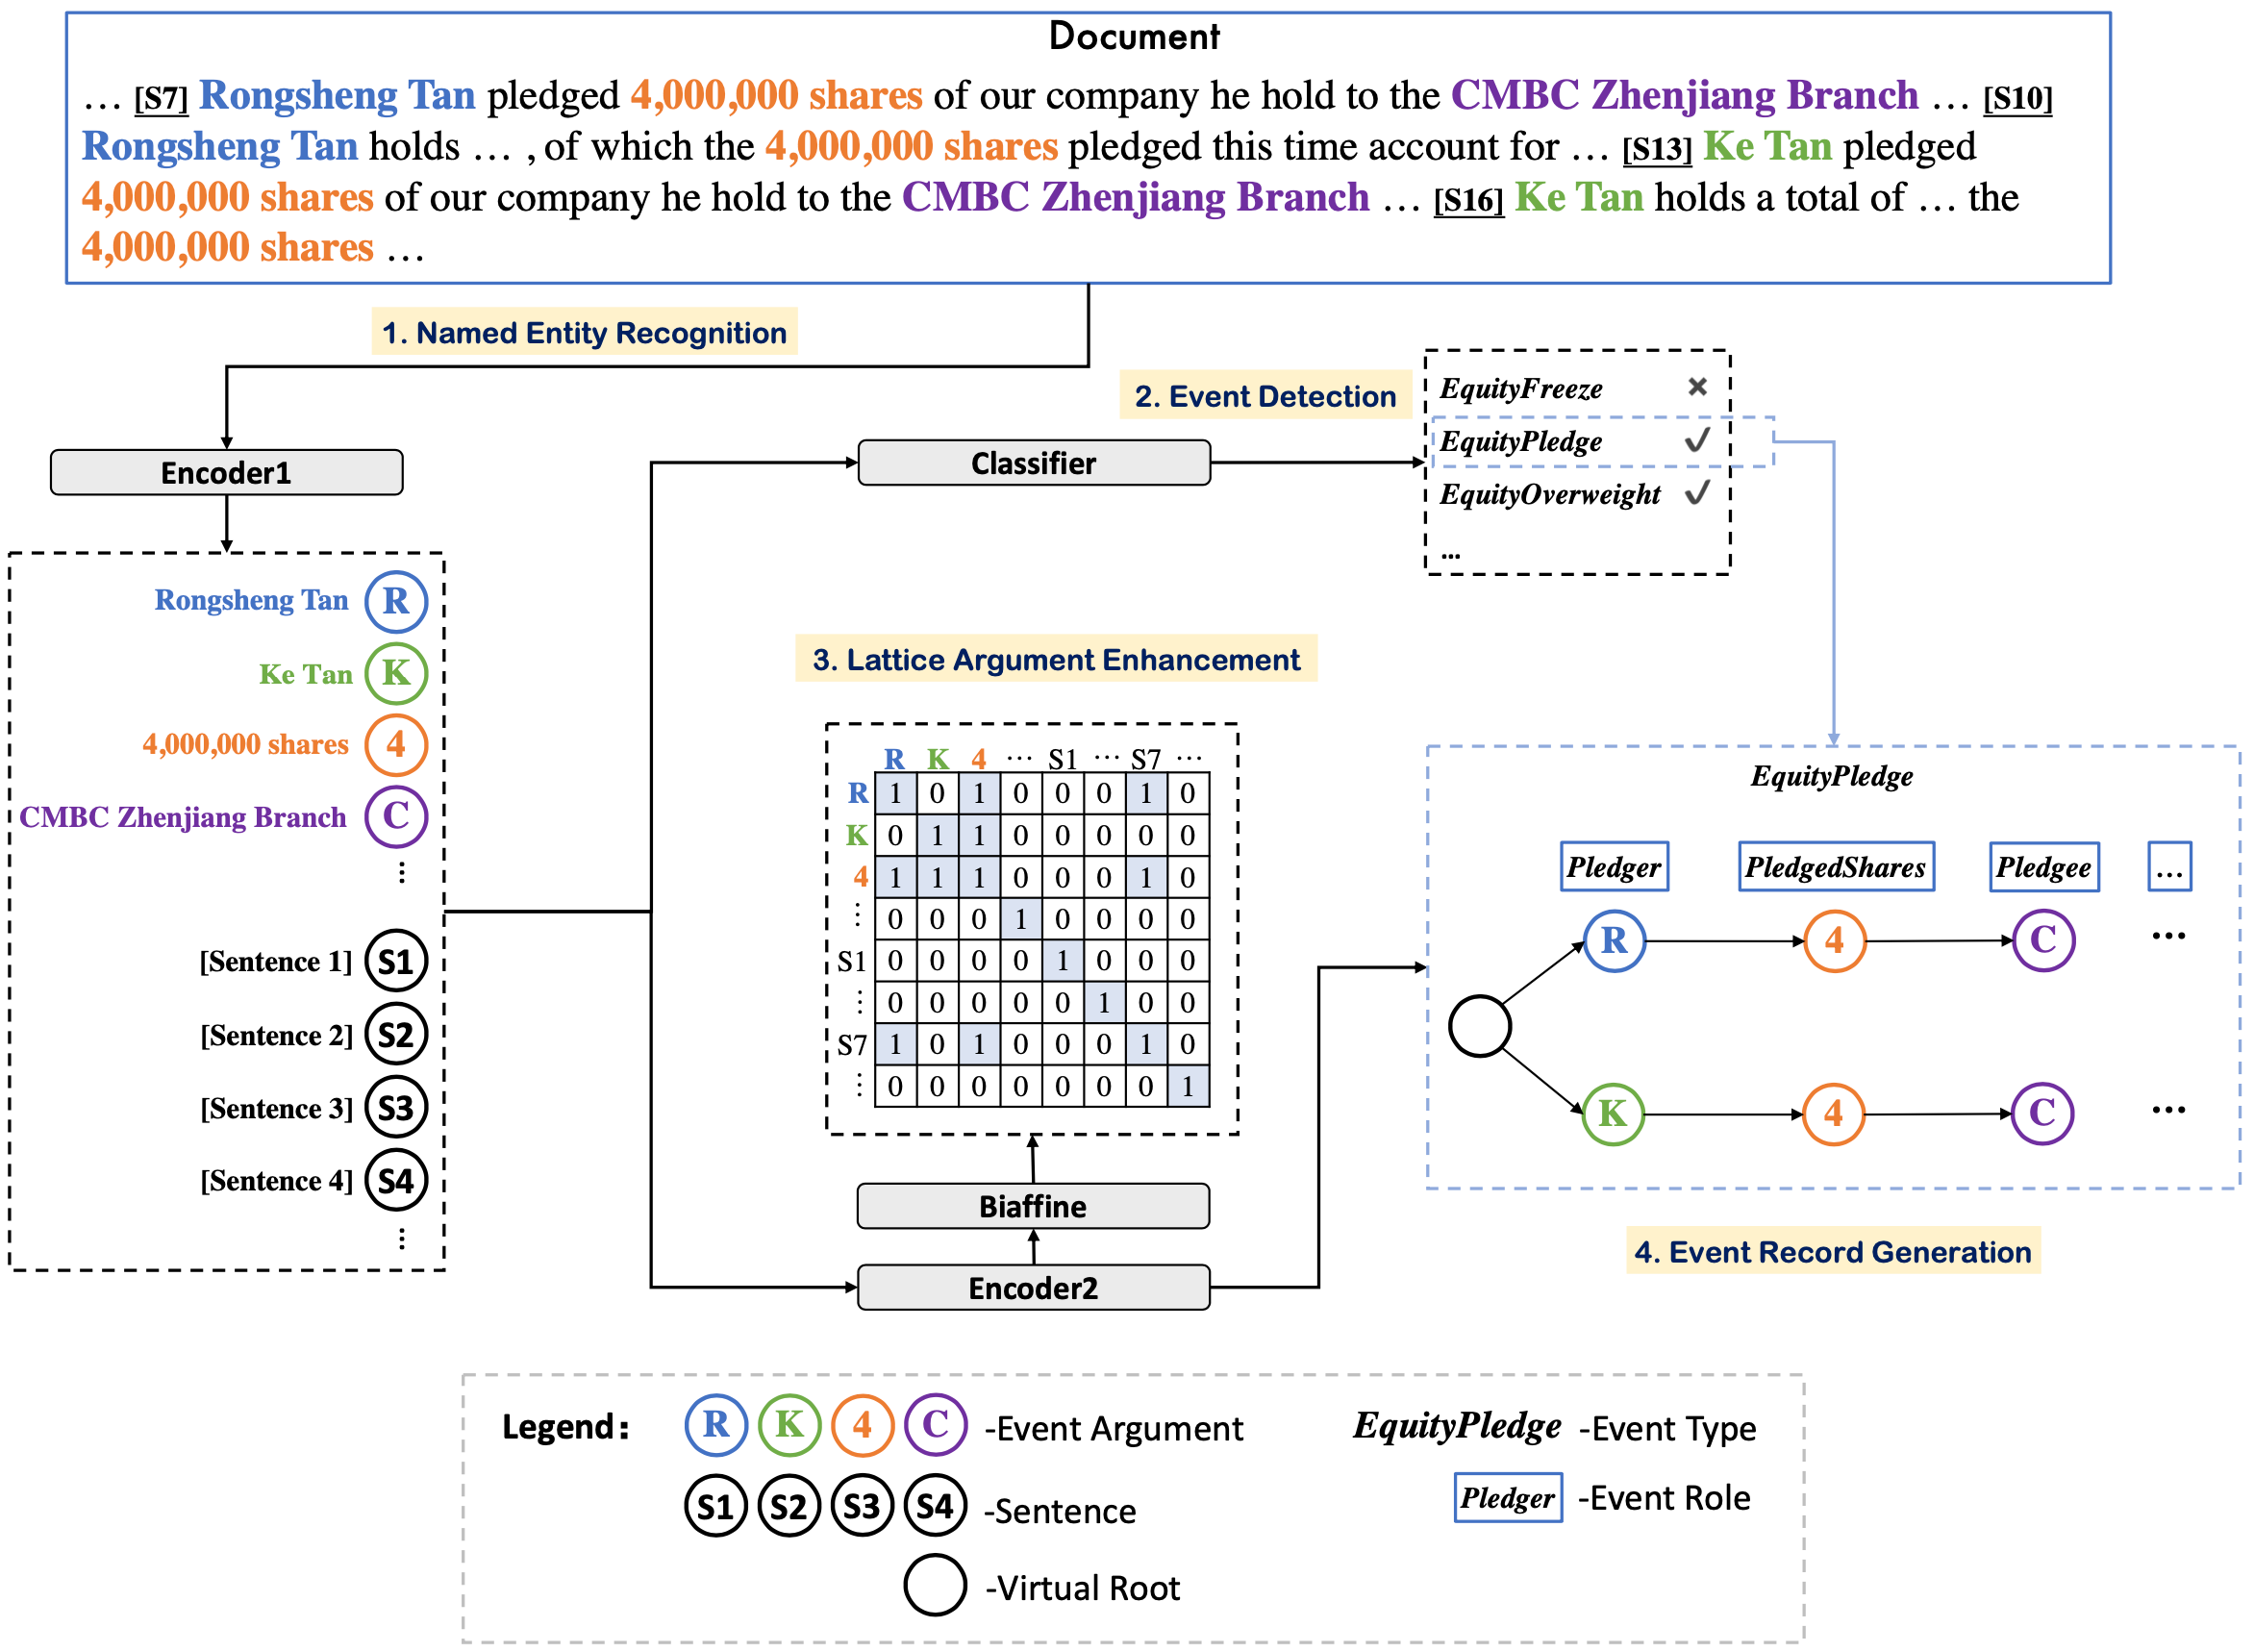 Document
… [S7] Rongsheng Tan pledged 4,000,000 shares of our company he hold to the CMBC Zhenjiang Branch … [S10]
Rongsheng Tan holds … , of which the 4,000,000 shares pledged this time account for … [S13] Ke Tan pledged
4,000,000 shares of our company he hold to the CMBC Zhenjiang Branch … [S16] Ke Tan holds a total of … the
4,000,000 shares …
1. Named Entity Recognition
Encoder1
Rongsheng Tan R
Ke Tan K
4,000,000 shares 4
CMBC Zhenjiang Branch C
⋮
[Sentence 1] S1
[Sentence 2] S2
[Sentence 3] S3
[Sentence 4] S4
⋮
2. Event Detection
Classifier
EquityFreeze ✖
EquityPledge ✓
EquityOverweight ✓
...
3. Lattice Argument Enhancement
R K 4 ⋯ S1 ⋯ S7 ⋯
R 1 0 1 0 0 0 1 0
K 0 1 1 0 0 0 0 0
4 1 1 1 0 0 0 1 0
⋮ 0 0 0 1 0 0 0 0
S1 0 0 0 0 1 0 0 0
⋮ 0 0 0 0 0 1 0 0
S7 1 0 1 0 0 0 1 0
⋮ 0 0 0 0 0 0 0 1
Biaffine
Encoder2
EquityPledge
Pledger PledgedShares Pledgee …
R 4 C ⋯
K 4 C ⋯
4. Event Record Generation
Legend: R K 4 C -Event Argument EquityPledge -Event Type
S1 S2 S3 S4 -Sentence Pledger -Event Role
-Virtual Root